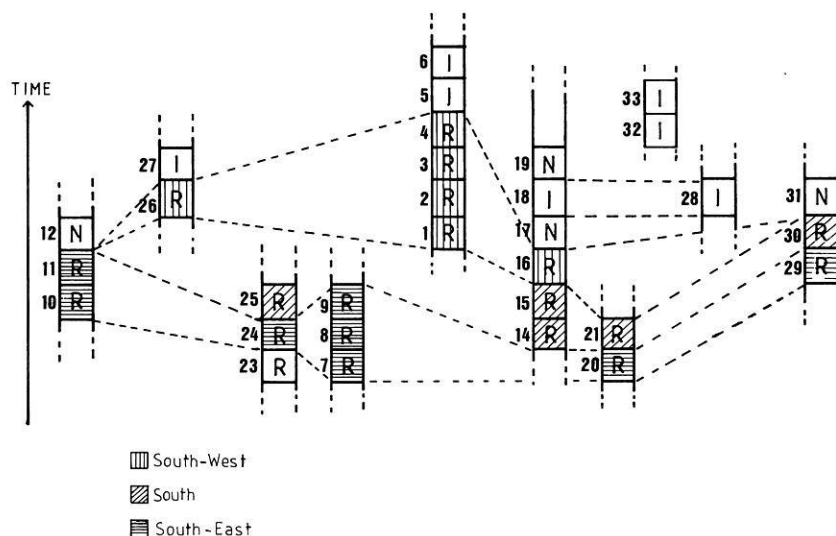 6 I
TIME
5 I 33 I
4 R 32 I
27 I 3 R 19 N
26 R 2 R 18 I 28 I 31 N
12 N 1 R 17 N 30 R
11 R 16 R 29 R
10 R 25 R 9 R 15 R
24 R 8 R 14 R 21 R
23 R 7 R 20 R
South-West
South
South-East